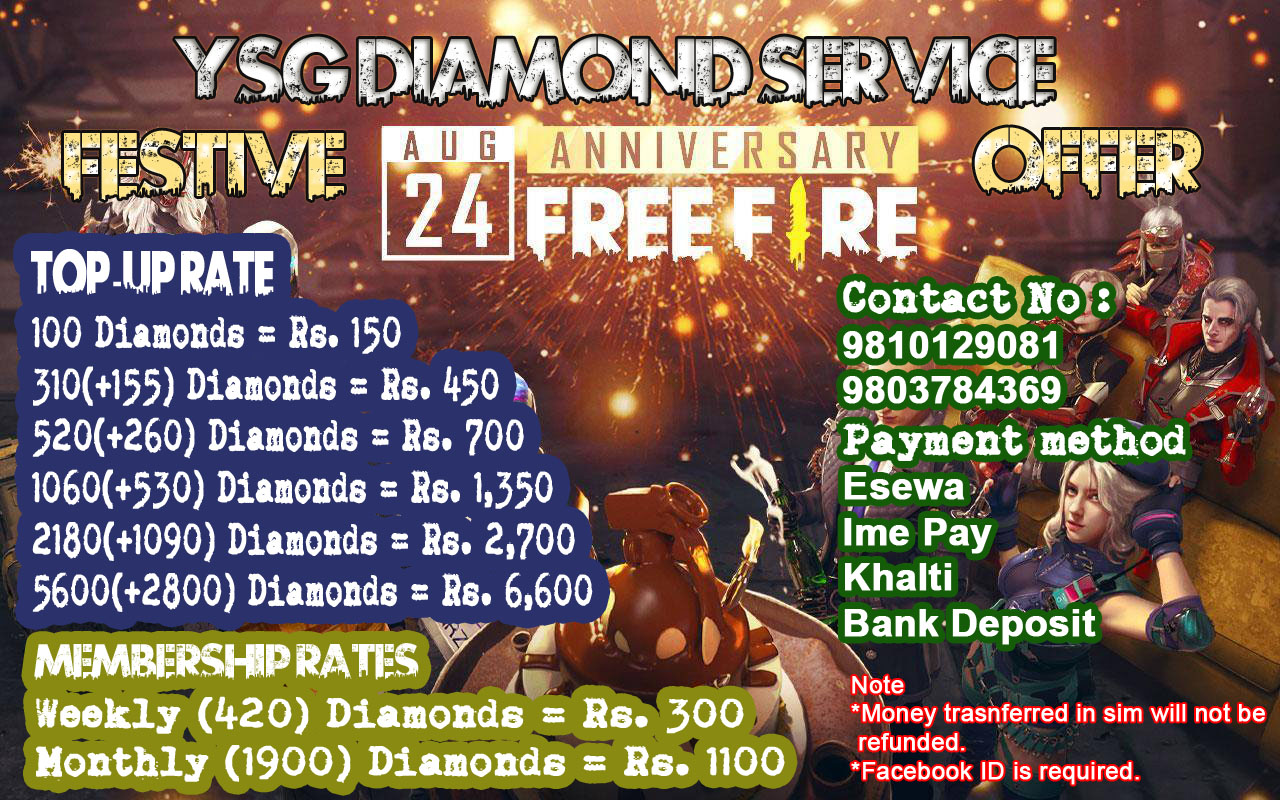 YSG DIAMOND SERVICE
FESTIVE
AUG
24
ANNIVERSARY
FREE FIRE
OFFER
TOP-UP RATE
100 Diamonds = Rs. 150
310(+155) Diamonds = Rs. 450
520(+260) Diamonds = Rs. 700
1060(+530) Diamonds = Rs. 1,350
2180(+1090) Diamonds = Rs. 2,700
5600(+2800) Diamonds = Rs. 6,600
MEMBERSHIP RATES
Weekly (420) Diamonds = Rs. 300
Monthly (1900) Diamonds = Rs. 1100
Contact No :
9810129081
9803784369
Payment method
Esewa
Ime Pay
Khalti
Bank Deposit
Note
*Money trasnferred in sim will not be
refunded.
*Facebook ID is required.